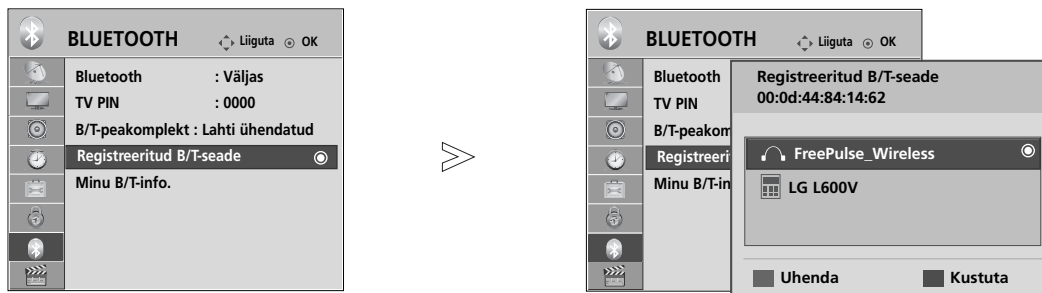 BLUETOOTH Liiguta OK
Bluetooth : Väljas
TV PIN : 0000
B/T-peakomplekt : Lahti ühendatud
Registreeritud B/T-seade
Minu B/T-info.
BLUETOOTH Liiguta OK
Bluetooth
TV PIN
B/T-peakom
Registreeri
Minu B/T-in
Registreeritud B/T-seade
00:0d:44:84:14:62
FreePulse_Wireless
LG L600V
Uhenda Kustuta